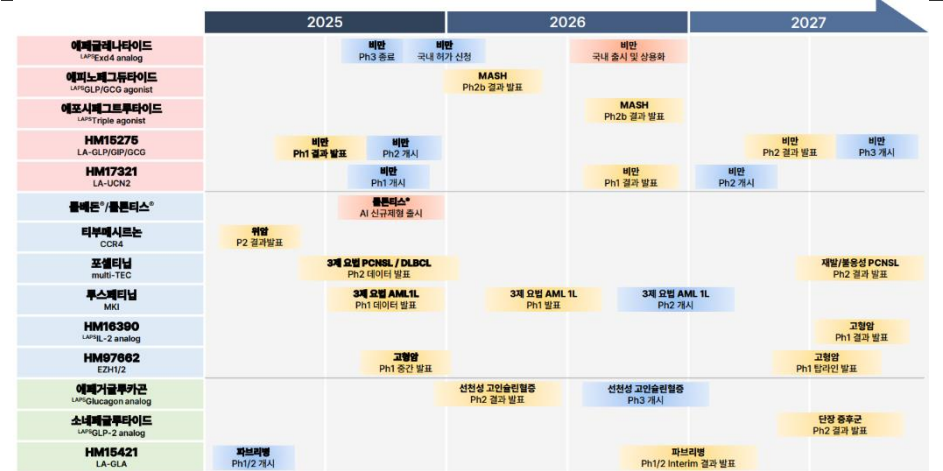 2025 2026 2027
에페글레나타이드 비만 비만 비만
LAPSExd4 analog Ph3 종료 국내 허가 신청 국내 출시 및 상용화
에피노페그듀타이드 MASH
LAPSGLP/GCG agonist Ph2b 결과 발표
에포시페그트루타이드 MASH
LAPSTriple agonist Ph2b 결과 발표
HM15275 비만 비만 비만 비만
LA-GLP/GIP/GCG Ph1 결과 발표 Ph2 개시 Ph2 결과 발표 Ph3 개시
HM17321 비만 비만 비만
LA-UCN2 Ph1 개시 Ph1 결과 발표 Ph2 개시
롤베돈®/롤론티스® 롤론티스®
AI 신규제형 출시
티부메시르논 위암
CCR4 P2 결과발표
포셀티닙 3제 요법 PCNSL / DLBCL 재발/불응성 PCNSL
multi-TEC Ph2 데이터 발표 Ph2 결과 발표
투스페티닙 3제 요법 AML1L 3제 요법 AML 1L 3제 요법 AML 1L
MKI Ph1 데이터 발표 Ph1 발표 Ph2 개시
HM16390 고형암
LAPSIL-2 analog Ph1 결과 발표
HM97662 고형암 고형암
EZH1/2 Ph1 중간 발표 Ph1 탑라인 발표
에페거글루카곤 선천성 고인슐린혈증 선천성 고인슐린혈증
LAPSGlucagon analog Ph2 결과 발표 Ph3 개시
소네페글루타이드 단장 증후군
LAPSGLP-2 analog Ph2 결과 발표
HM15421 파브리병 파브리병
LA-GLA Ph1/2 개시 Ph1/2 Interim 결과 발표